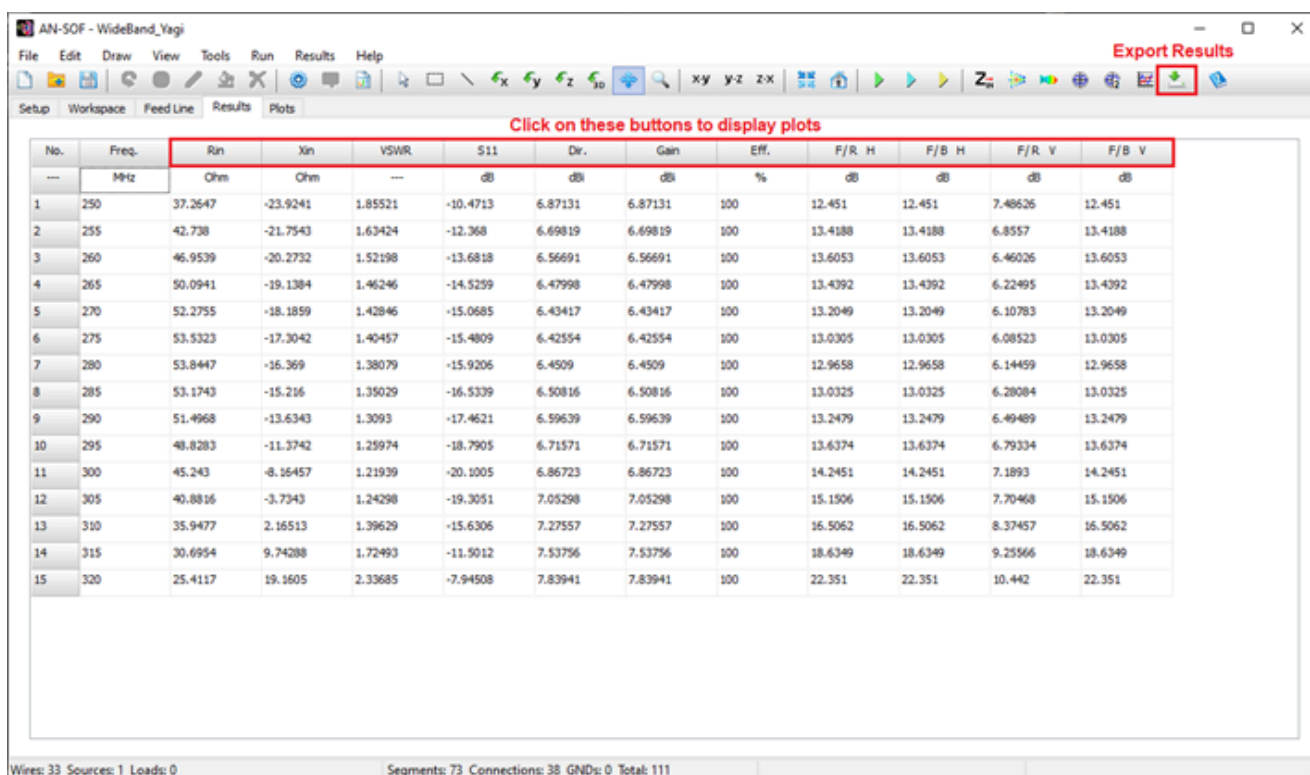 AN-SOF - WideBand_Yagi
File Edit Draw View Tools Run Results Help
Export Results
Fx Fy Fz F3D x-y y-z z-x ZIN
Setup Workspace Feed Line Results Plots
Click on these buttons to display plots
No. Freq. Rin Xin VSWR S11 Dir. Gain Eff. F/R H F/B H F/R V F/B V
--- MHz Ohm Ohm --- dB dBi dBi % dB dB dB dB
1 250 37.2647 -23.9241 1.85521 -10.4713 6.87131 6.87131 100 12.451 12.451 7.48626 12.451
2 255 42.738 -21.7543 1.63424 -12.368 6.69819 6.69819 100 13.4188 13.4188 6.8557 13.4188
3 260 46.9539 -20.2732 1.52198 -13.6818 6.56691 6.56691 100 13.6053 13.6053 6.46026 13.6053
4 265 50.0941 -19.1384 1.46246 -14.5259 6.47998 6.47998 100 13.4392 13.4392 6.22495 13.4392
5 270 52.2755 -18.1859 1.42846 -15.0685 6.43417 6.43417 100 13.2049 13.2049 6.10783 13.2049
6 275 53.5323 -17.3042 1.40457 -15.4809 6.42554 6.42554 100 13.0305 13.0305 6.08523 13.0305
7 280 53.8447 -16.369 1.38079 -15.9206 6.4509 6.4509 100 12.9658 12.9658 6.14459 12.9658
8 285 53.1743 -15.216 1.35029 -16.5339 6.50816 6.50816 100 13.0325 13.0325 6.28084 13.0325
9 290 51.4968 -13.6343 1.3093 -17.4621 6.59639 6.59639 100 13.2479 13.2479 6.49489 13.2479
10 295 48.8283 -11.3742 1.25974 -18.7905 6.71571 6.71571 100 13.6374 13.6374 6.79334 13.6374
11 300 45.243 -8.16457 1.21939 -20.1005 6.86723 6.86723 100 14.2451 14.2451 7.1893 14.2451
12 305 40.8816 -3.7343 1.24298 -19.3051 7.05298 7.05298 100 15.1506 15.1506 7.70468 15.1506
13 310 35.9477 2.16513 1.39629 -15.6306 7.27557 7.27557 100 16.5062 16.5062 8.37457 16.5062
14 315 30.6954 9.74288 1.72493 -11.5012 7.53756 7.53756 100 18.6349 18.6349 9.25566 18.6349
15 320 25.4117 19.1605 2.33685 -7.94508 7.83941 7.83941 100 22.351 22.351 10.442 22.351
Wires: 33 Sources: 1 Loads: 0 Segments: 73 Connections: 38 GNDs: 0 Total: 111